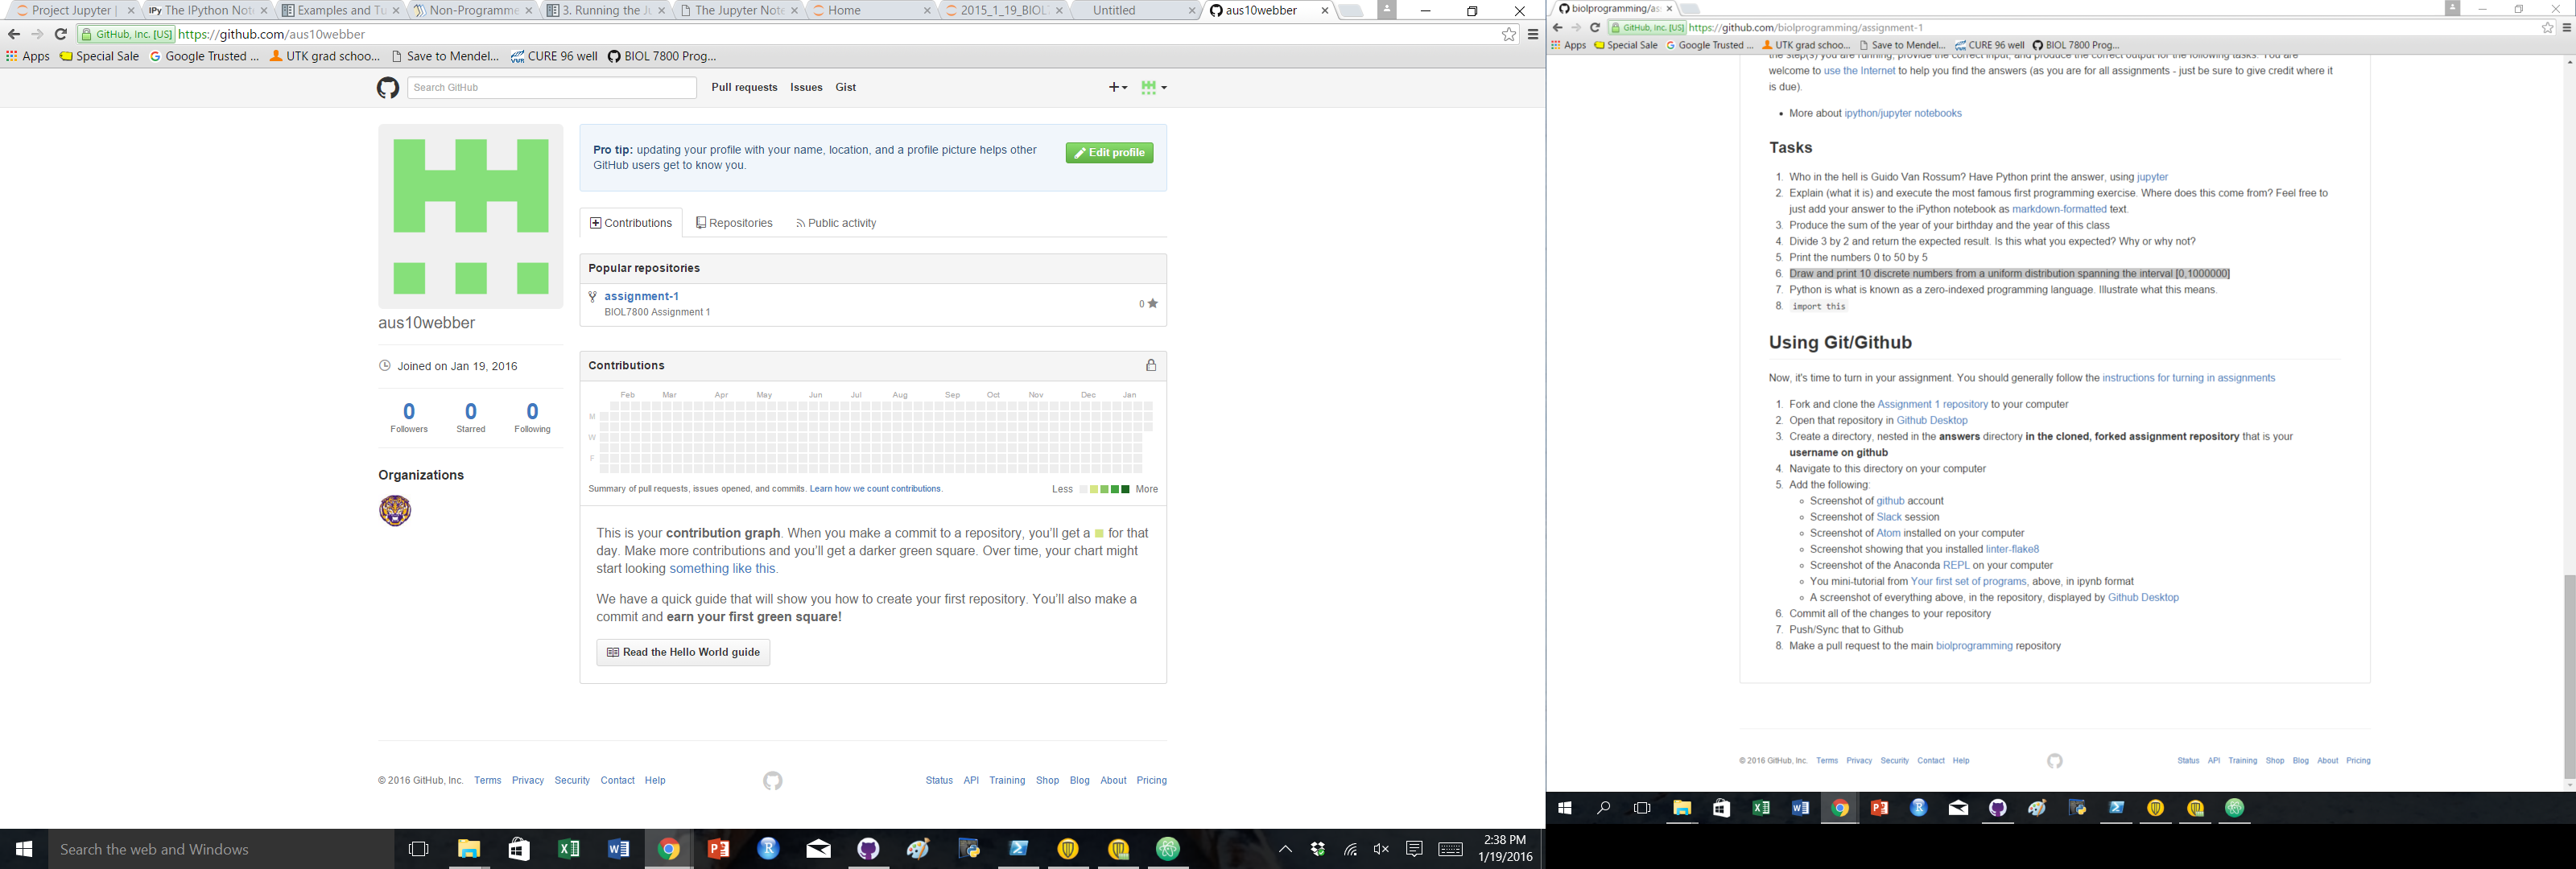 Project Jupyter |
IPy The IPython Not
Examples and Tu
Non-Programme
3. Running the Ju
The Jupyter Note
Home
2015_1_19_BIOL
Untitled
aus10webber
GitHub, Inc. [US] https://github.com/aus10webber
Apps Special Sale Google Trusted ... UTK grad schoo... Save to Mendel... CURE 96 well BIOL 7800 Prog...
Search GitHub Pull requests Issues Gist
Pro tip: updating your profile with your name, location, and a profile picture helps other
GitHub users get to know you.
Edit profile
Contributions Repositories Public activity
Popular repositories
assignment-1
BIOL7800 Assignment 1
0
aus10webber
Joined on Jan 19, 2016
0 0 0
Followers Starred Following
Organizations
Contributions
Feb Mar Apr May Jun Jul Aug Sep Oct Nov Dec Jan
M
W
F
Summary of pull requests, issues opened, and commits. Learn how we count contributions.
Less More
This is your contribution graph. When you make a commit to a repository, you'll get a for that
day. Make more contributions and you'll get a darker green square. Over time, your chart might
start looking something like this.
We have a quick guide that will show you how to create your first repository. You'll also make a
commit and earn your first green square!
Read the Hello World guide
© 2016 GitHub, Inc. Terms Privacy Security Contact Help
Status API Training Shop Blog About Pricing
Search the web and Windows
2:38 PM
1/19/2016
biolprogramming/as
GitHub, Inc. [US] https://github.com/biolprogramming/assignment-1
Apps Special Sale Google Trusted ... UTK grad schoo... Save to Mendel... CURE 96 well BIOL 7800 Prog...
the step(s) you are running, provide the correct input, and produce the correct output for the following tasks. You are
welcome to use the Internet to help you find the answers (as you are for all assignments - just be sure to give credit where it
is due).
• More about ipython/jupyter notebooks
Tasks
1. Who in the hell is Guido Van Rossum? Have Python print the answer, using jupyter
2. Explain (what it is) and execute the most famous first programming exercise. Where does this come from? Feel free to
just add your answer to the iPython notebook as markdown-formatted text.
3. Produce the sum of the year of your birthday and the year of this class
4. Divide 3 by 2 and return the expected result. Is this what you expected? Why or why not?
5. Print the numbers 0 to 50 by 5
6. Draw and print 10 discrete numbers from a uniform distribution spanning the interval [0,1000000]
7. Python is what is known as a zero-indexed programming language. Illustrate what this means.
8. import this
Using Git/Github
Now, it's time to turn in your assignment. You should generally follow the instructions for turning in assignments
1. Fork and clone the Assignment 1 repository to your computer
2. Open that repository in Github Desktop
3. Create a directory, nested in the answers directory in the cloned, forked assignment repository that is your
username on github
4. Navigate to this directory on your computer
5. Add the following:
Screenshot of github account
Screenshot of Slack session
Screenshot of Atom installed on your computer
Screenshot showing that you installed linter-flake8
Screenshot of the Anaconda REPL on your computer
You mini-tutorial from Your first set of programs, above, in ipynb format
A screenshot of everything above, in the repository, displayed by Github Desktop
6. Commit all of the changes to your repository
7. Push/Sync that to Github
8. Make a pull request to the main biolprogramming repository
© 2016 GitHub, Inc. Terms Privacy Security Contact Help
Status API Training Shop Blog About Pricing